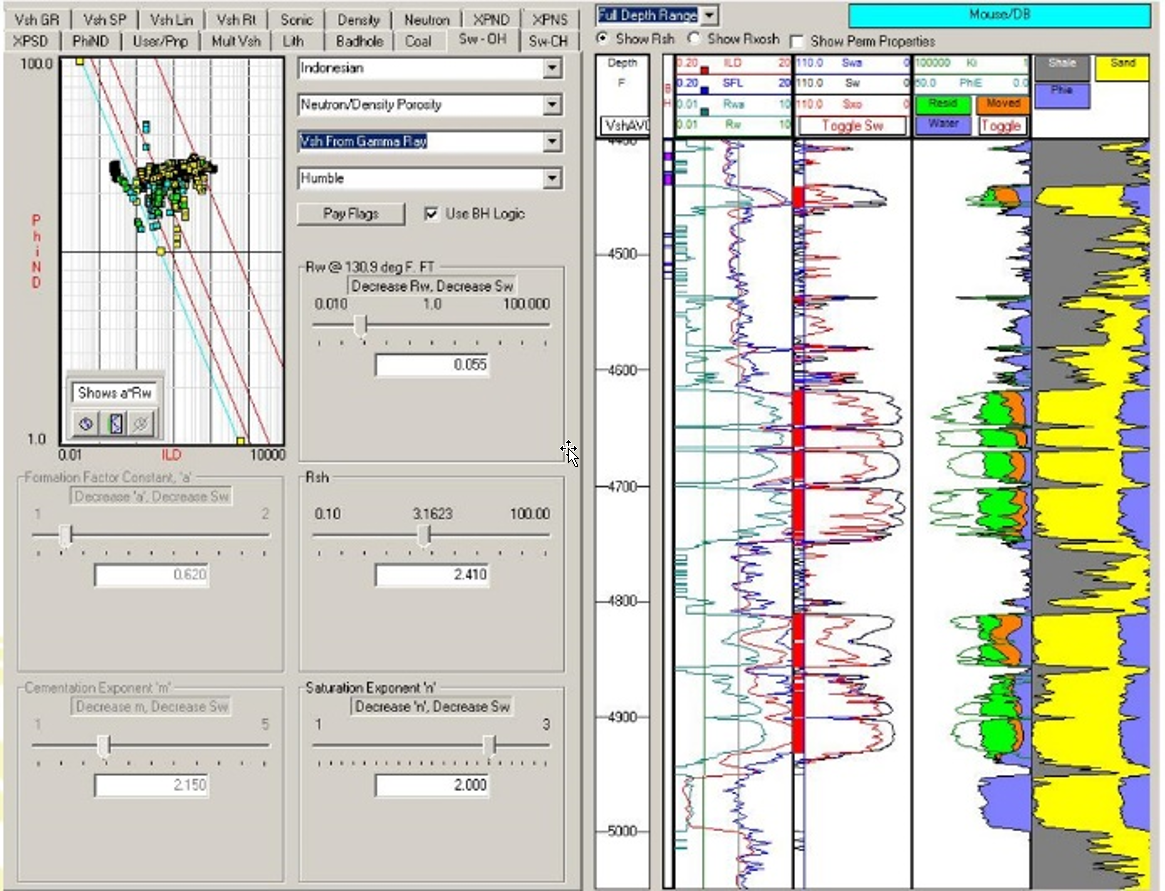 Vsh GR Vsh SP Vsh Lin Vsh Rt Sonic Density Neutron XPND XPNS
XPSD PhiND User/Pnp Mult Vsh Lith Badhole Coal Sw - OH Sw-CH
100.0
PhiND
1.0
0.01 ILD 10000
Shows a*Rw
Indonesian
Neutron/Density Porosity
Vsh From Gamma Ray
Humble
Pay Flags Use BH Logic
Rw @ 130.9 deg F. FT
Decrease Rw, Decrease Sw
0.010 1.0 100.000
0.055
Formation Factor Constant, 'a'
Decrease 'a', Decrease Sw
1 2
0.620
Rsh
0.10 3.1623 100.00
2.410
Cementation Exponent 'm'
Decrease m, Decrease Sw
1 5
2.150
Saturation Exponent 'n'
Decrease 'n', Decrease Sw
1 3
2.000
Full Depth Range Mouse/DB
Show Rsh Show Rxosh Show Perm Properties
Depth
F
VshAVG
B
H
0.20 ILD 20
0.20 SFL 20
0.01 Rwa 10
0.01 Rw 10
110.0 Swa 0
110.0 Sw 0
110.0 Sxo 0
Toggle Sw
100000 Ki 1
60.0 PhiE 0
Resid Moved
Water Toggle
Shale Sand
Phie
4400
4500
4600
4700
4800
4900
5000